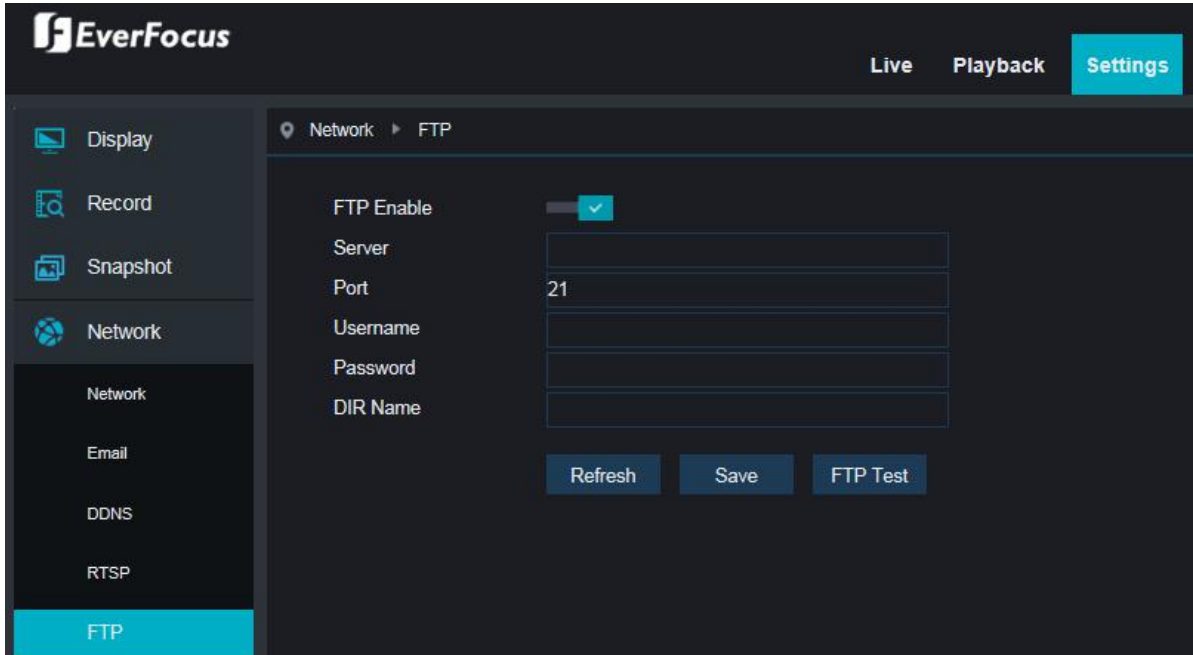 EverFocus
Live Playback Settings
Display
Record
Snapshot
Network
Network
Email
DDNS
RTSP
FTP
Network FTP
FTP Enable
Server
Port 21
Username
Password
DIR Name
Refresh Save FTP Test